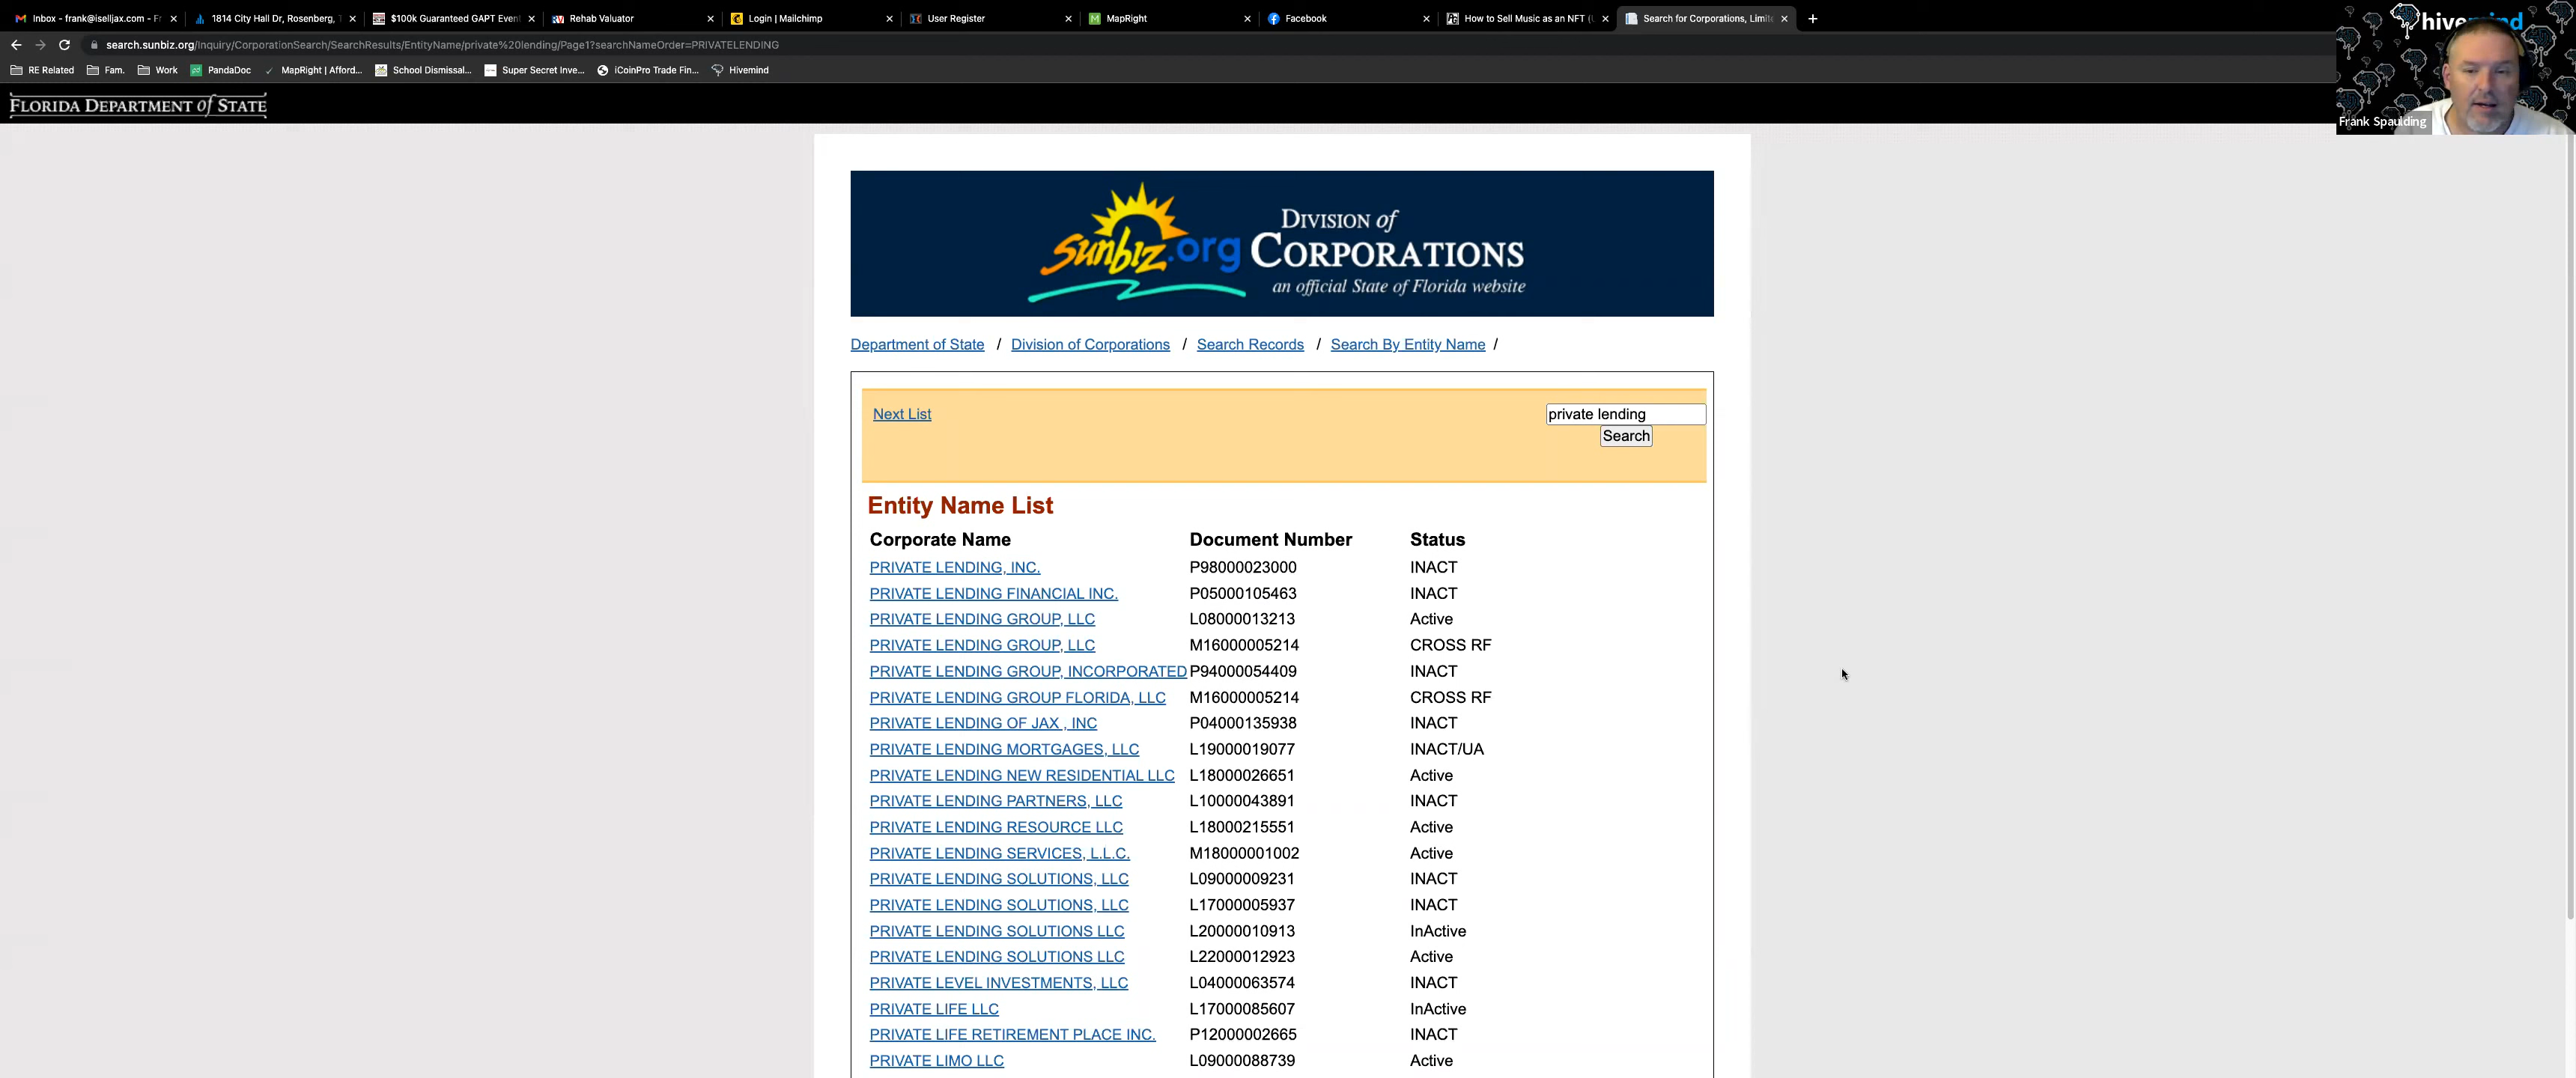 Inbox - frank@iselljax.com - Fr
1814 City Hall Dr, Rosenberg, T
$100k Guaranteed GAPT Even
Rehab Valuator
Login | Mailchimp
User Register
MapRight
Facebook
How to Sell Music as an NFT (U
Search for Corporations, Limite
hivemind
search.sunbiz.org/Inquiry/CorporationSearch/SearchResults/EntityName/private%20lending/Page1?searchNameOrder=PRIVATELENDING
RE Related
Fam.
Work
PandaDoc
MapRight | Afford...
School Dismissal...
Super Secret Inve...
iCoinPro Trade Fin...
Hivemind
FLORIDA DEPARTMENT of STATE
Frank Spaulding
sunbiz.org
DIVISION of
CORPORATIONS
an official State of Florida website
Department of State / Division of Corporations / Search Records / Search By Entity Name /
Next List
private lending
Search
Entity Name List
Corporate Name Document Number Status
PRIVATE LENDING, INC. P98000023000 INACT
PRIVATE LENDING FINANCIAL INC. P05000105463 INACT
PRIVATE LENDING GROUP, LLC L08000013213 Active
PRIVATE LENDING GROUP, LLC M16000005214 CROSS RF
PRIVATE LENDING GROUP, INCORPORATED P94000054409 INACT
PRIVATE LENDING GROUP FLORIDA, LLC M16000005214 CROSS RF
PRIVATE LENDING OF JAX , INC P04000135938 INACT
PRIVATE LENDING MORTGAGES, LLC L19000019077 INACT/UA
PRIVATE LENDING NEW RESIDENTIAL LLC L18000026651 Active
PRIVATE LENDING PARTNERS, LLC L10000043891 INACT
PRIVATE LENDING RESOURCE LLC L18000215551 Active
PRIVATE LENDING SERVICES, L.L.C. M18000001002 Active
PRIVATE LENDING SOLUTIONS, LLC L09000009231 INACT
PRIVATE LENDING SOLUTIONS, LLC L17000005937 INACT
PRIVATE LENDING SOLUTIONS LLC L20000010913 InActive
PRIVATE LENDING SOLUTIONS LLC L22000012923 Active
PRIVATE LEVEL INVESTMENTS, LLC L04000063574 INACT
PRIVATE LIFE LLC L17000085607 InActive
PRIVATE LIFE RETIREMENT PLACE INC. P12000002665 INACT
PRIVATE LIMO LLC L09000088739 Active